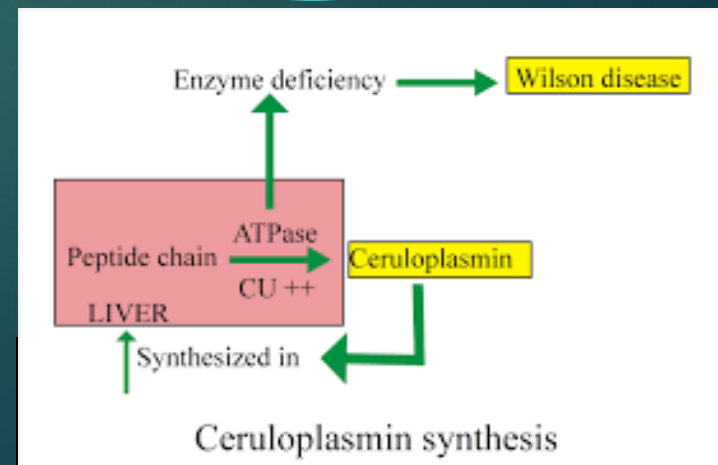 Enzyme deficiency
Wilson disease
ATPase
Peptide chain
Ceruloplasmin
CU ++
LIVER
Synthesized in
Ceruloplasmin synthesis